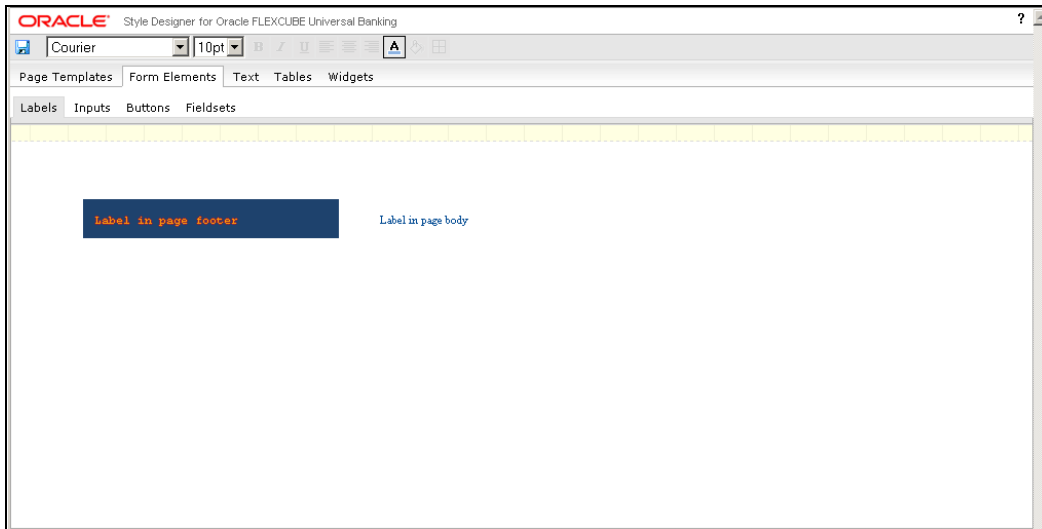 ORACLE Style Designer for Oracle FLEXCUBE Universal Banking ?
Courier 10pt B I U A
Page Templates Form Elements Text Tables Widgets
Labels Inputs Buttons Fieldsets
Label in page footer Label in page body